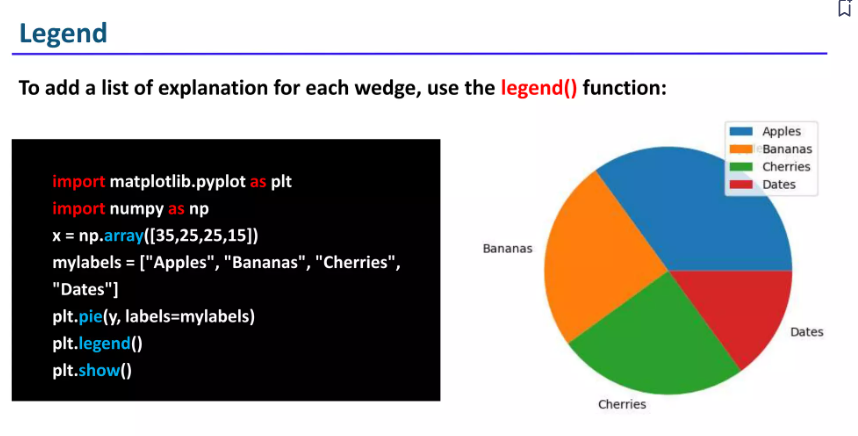 Legend
To add a list of explanation for each wedge, use the legend() function:
import matplotlib.pyplot as plt
import numpy as np
x = np.array([35,25,25,15])
mylabels = ["Apples", "Bananas", "Cherries",
"Dates"]
plt.pie(y, labels=mylabels)
plt.legend()
plt.show()
Apples
Bananas
Cherries
Dates
Bananas
Dates
Cherries